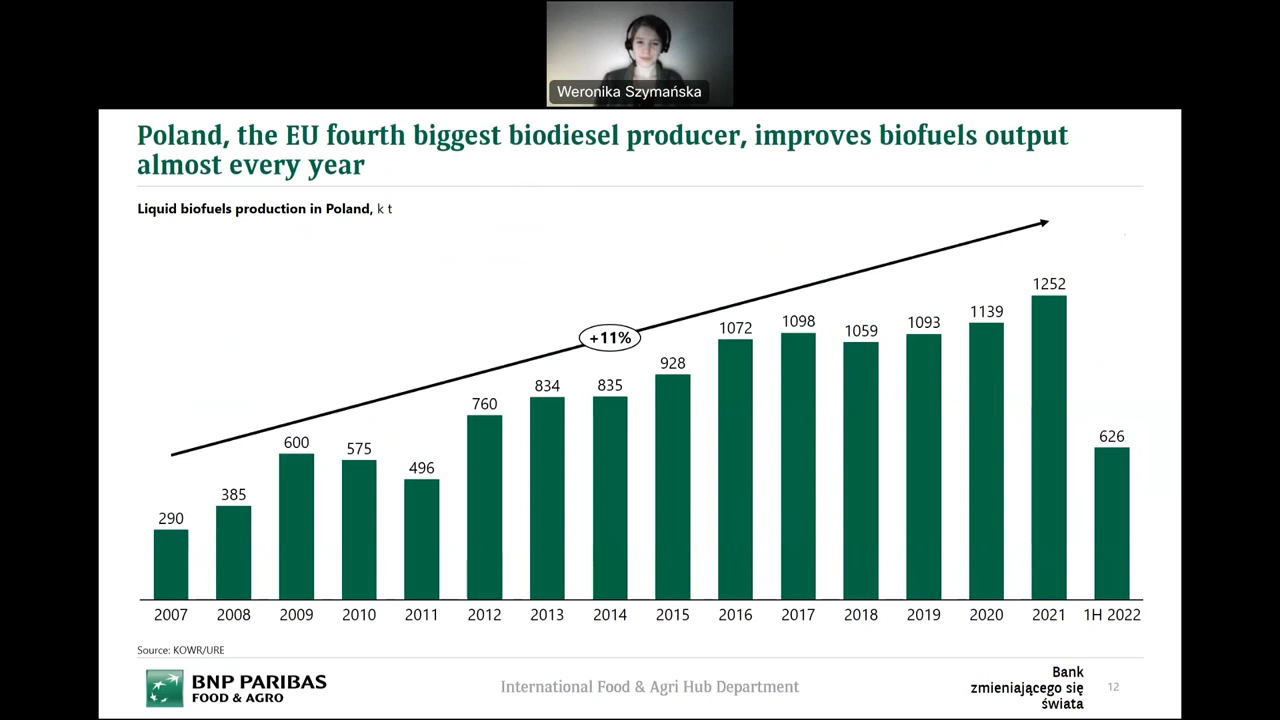 Weronika Szymańska
Poland, the EU fourth biggest biodiesel producer, improves biofuels output
almost every year
Liquid biofuels production in Poland, k t
+11%
290
385
600
575
496
760
834
835
928
1072
1098
1059
1093
1139
1252
626
2007
2008
2009
2010
2011
2012
2013
2014
2015
2016
2017
2018
2019
2020
2021
1H 2022
Source: KOWR/URE
BNP PARIBAS
FOOD & AGRO
International Food & Agri Hub Department
Bank
zmieniającego się
świata
12